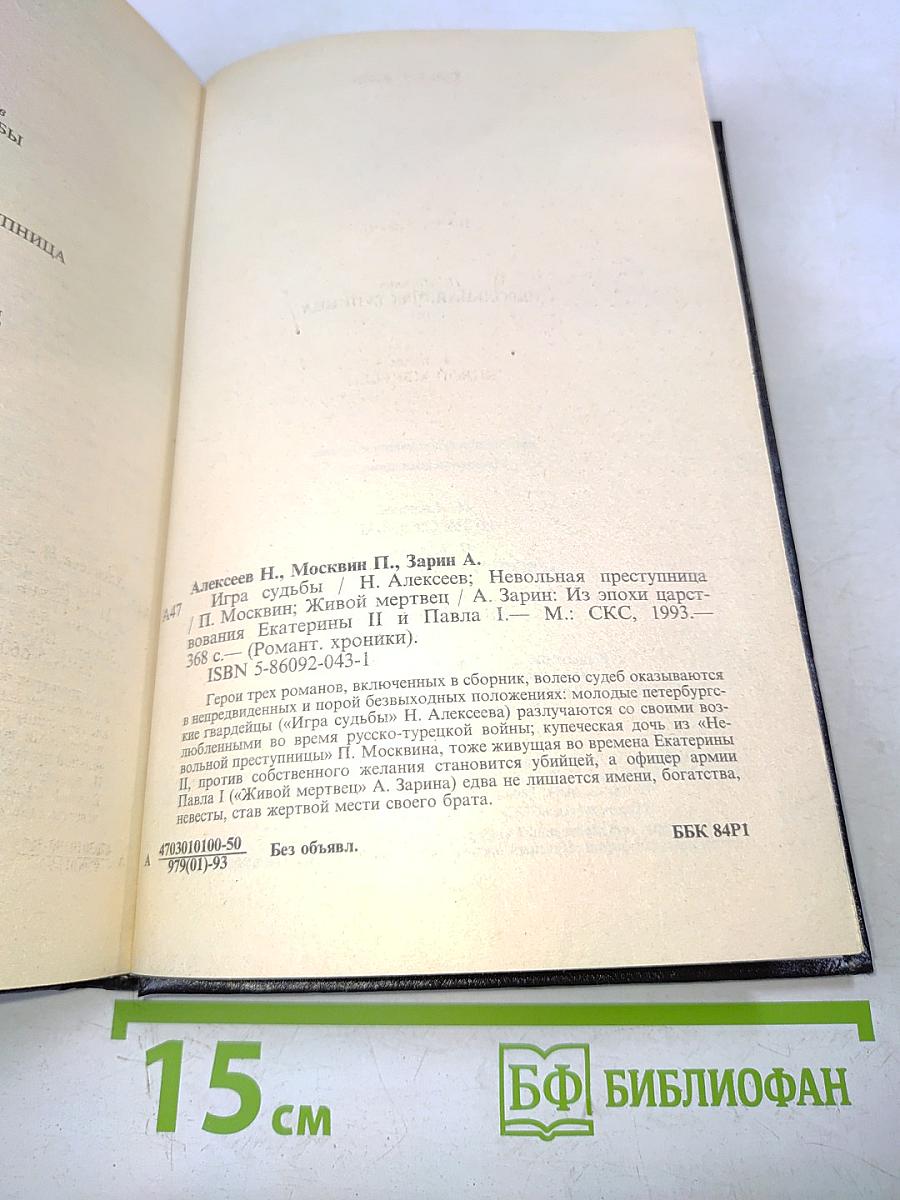 в
БЫ
ПНИЦА
Алексеев Н., Москвин П., Зарин А.
А47 Игра судьбы / Н. Алексеев; Невольная преступница
/ П. Москвин; Живой мертвец / А. Зарин: Из эпохи царст-
вования Екатерины II и Павла I.— М.: СКС, 1993.—
368 с.— (Романт. хроники).
ISBN 5-86092-043-1
Герои трех романов, включенных в сборник, волею судеб оказываются
в непредвиденных и порой безвыходных положениях: молодые петербургс-
кие гвардейцы («Игра судьбы» Н. Алексеева) разлучаются со своими воз-
любленными во время русско-турецкой войны; купеческая дочь из «Не-
вольной преступницы» П. Москвина, тоже живущая во времена Екатерины
II, против собственного желания становится убийцей, а офицер армии
Павла I («Живой мертвец» А. Зарина) едва не лишается имени, богатства,
невесты, став жертвой мести своего брата.
А 4703010100-50 Без объявл. ББК 84Р1
979(01)-93
15 см БФ БИБЛИОФАН